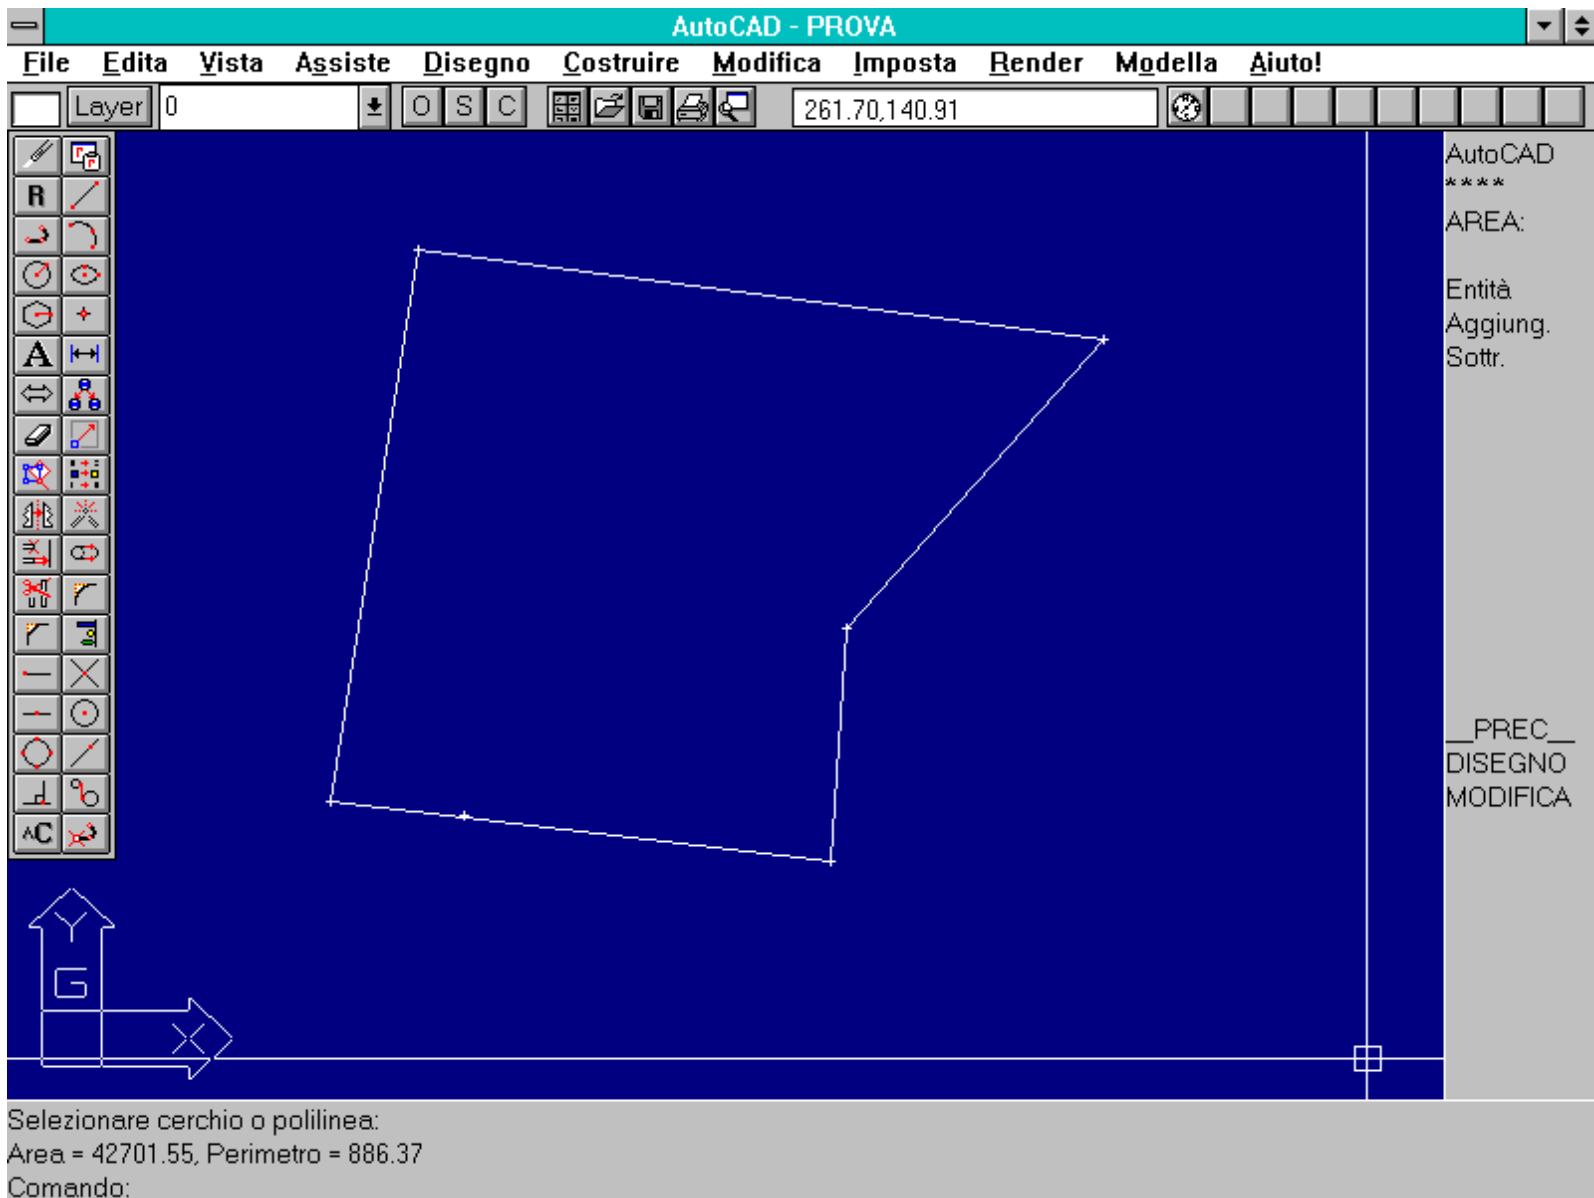 AutoCAD - PROVA
File Edita Vista Assiste Disegno Costruire Modifica Imposta Render Modella Aiuto!
Layer 0 O S C 261.70,140.91
AutoCAD
****
R
AREA:
Entità
Aggiung.
A
Sottr.
__PREC__
DISEGNO
MODIFICA
^C
Y
G
X
Selezionare cerchio o polilinea:
Area = 42701.55, Perimetro = 886.37
Comando: